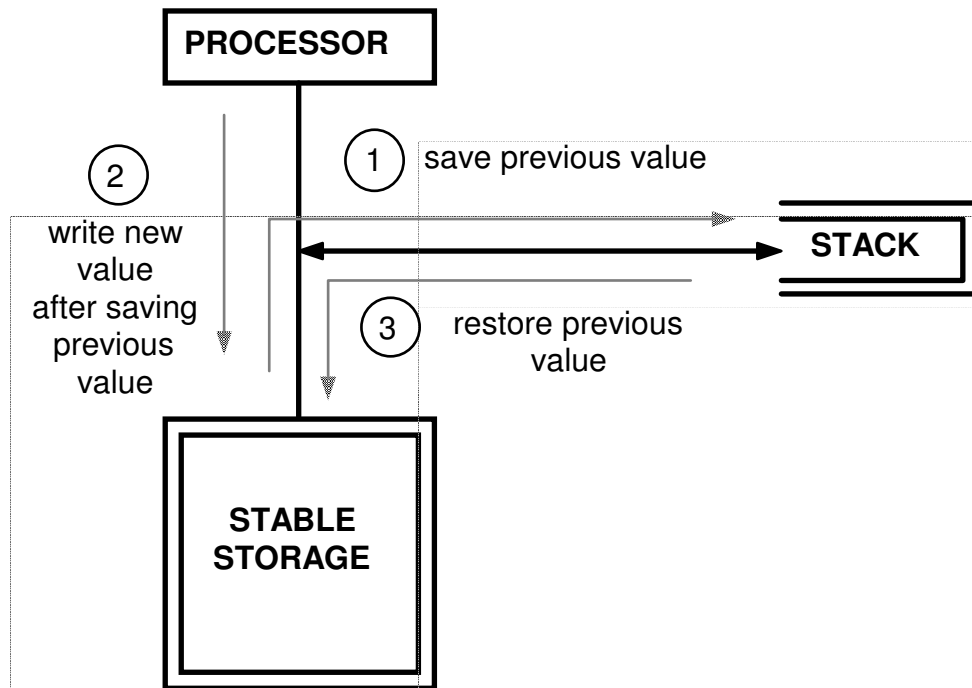 PROCESSOR
1
save previous value
2
write new
value
after saving
previous
value
STACK
3
restore previous
value
STABLE
STORAGE